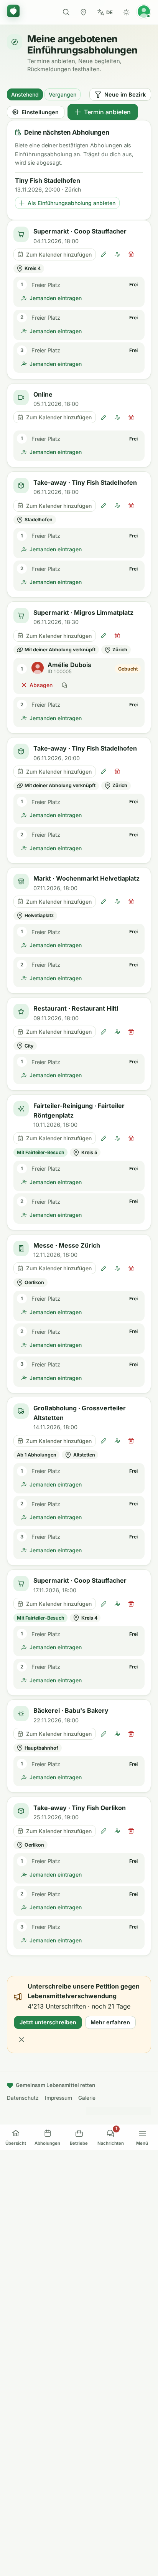 DE
Meine angebotenen
Einführungsabholungen
Termine anbieten, Neue begleiten,
Rückmeldungen festhalten.
Anstehend
Vergangen
Neue im Bezirk
Einstellungen
Termin anbieten
Deine nächsten Abholungen
Biete eine deiner bestätigten Abholungen als
Einführungsabholung an. Trägst du dich aus,
wird sie abgesagt.
Tiny Fish Stadelhofen
13.11.2026, 20:00 · Zürich
Als Einführungsabholung anbieten
Supermarkt · Coop Stauffacher
04.11.2026, 18:00
Zum Kalender hinzufügen
Kreis 4
1 Freier Platz Frei
Jemanden eintragen
2 Freier Platz Frei
Jemanden eintragen
3 Freier Platz Frei
Jemanden eintragen
Online
05.11.2026, 18:00
Zum Kalender hinzufügen
1 Freier Platz Frei
Jemanden eintragen
Take-away · Tiny Fish Stadelhofen
06.11.2026, 18:00
Zum Kalender hinzufügen
Stadelhofen
1 Freier Platz Frei
Jemanden eintragen
2 Freier Platz Frei
Jemanden eintragen
Supermarkt · Migros Limmatplatz
06.11.2026, 18:30
Zum Kalender hinzufügen
Mit deiner Abholung verknüpft
Zürich
1 Amélie Dubois Gebucht
ID 100005
Absagen
2 Freier Platz Frei
Jemanden eintragen
Take-away · Tiny Fish Stadelhofen
06.11.2026, 20:00
Zum Kalender hinzufügen
Mit deiner Abholung verknüpft
Zürich
1 Freier Platz Frei
Jemanden eintragen
2 Freier Platz Frei
Jemanden eintragen
Markt · Wochenmarkt Helvetiaplatz
07.11.2026, 18:00
Zum Kalender hinzufügen
Helvetiaplatz
1 Freier Platz Frei
Jemanden eintragen
2 Freier Platz Frei
Jemanden eintragen
Restaurant · Restaurant Hiltl
09.11.2026, 18:00
Zum Kalender hinzufügen
City
1 Freier Platz Frei
Jemanden eintragen
Fairteiler-Reinigung · Fairteiler
Röntgenplatz
10.11.2026, 18:00
Zum Kalender hinzufügen
Mit Fairteiler-Besuch
Kreis 5
1 Freier Platz Frei
Jemanden eintragen
2 Freier Platz Frei
Jemanden eintragen
Messe · Messe Zürich
12.11.2026, 18:00
Zum Kalender hinzufügen
Oerlikon
1 Freier Platz Frei
Jemanden eintragen
2 Freier Platz Frei
Jemanden eintragen
3 Freier Platz Frei
Jemanden eintragen
Großabholung · Grossverteiler
Altstetten
14.11.2026, 18:00
Zum Kalender hinzufügen
Ab 1 Abholungen
Altstetten
1 Freier Platz Frei
Jemanden eintragen
2 Freier Platz Frei
Jemanden eintragen
3 Freier Platz Frei
Jemanden eintragen
Supermarkt · Coop Stauffacher
17.11.2026, 18:00
Zum Kalender hinzufügen
Mit Fairteiler-Besuch
Kreis 4
1 Freier Platz Frei
Jemanden eintragen
2 Freier Platz Frei
Jemanden eintragen
Bäckerei · Babu's Bakery
22.11.2026, 18:00
Zum Kalender hinzufügen
Hauptbahnhof
1 Freier Platz Frei
Jemanden eintragen
Take-away · Tiny Fish Oerlikon
25.11.2026, 19:00
Zum Kalender hinzufügen
Oerlikon
1 Freier Platz Frei
Jemanden eintragen
2 Freier Platz Frei
Jemanden eintragen
3 Freier Platz Frei
Jemanden eintragen
Unterschreibe unsere Petition gegen
Lebensmittelverschwendung
4'213 Unterschriften · noch 21 Tage
Jetzt unterschreiben
Mehr erfahren
Gemeinsam Lebensmittel retten
Datenschutz Impressum Galerie
1
Übersicht Abholungen Betriebe Nachrichten Menü